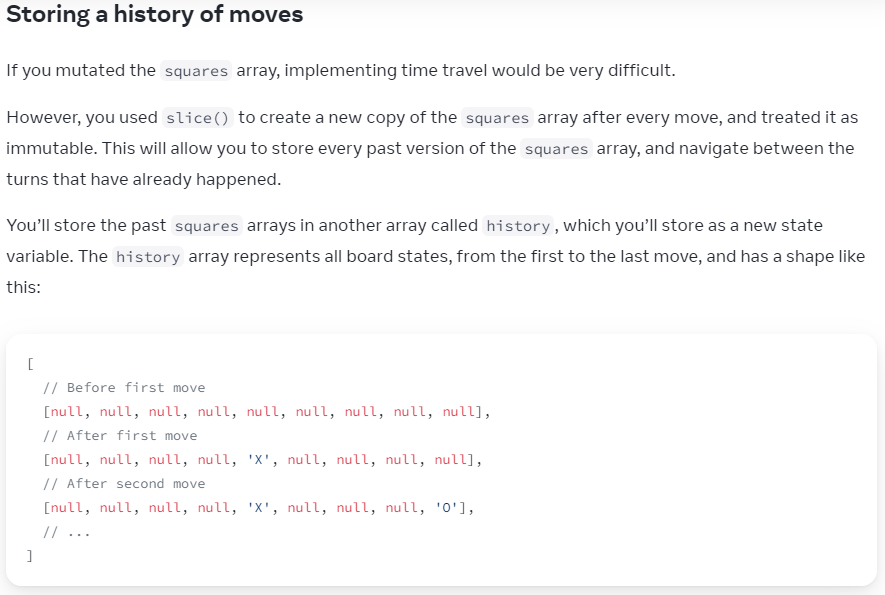 Storing a history of moves
If you mutated the squares array, implementing time travel would be very difficult.
However, you used slice() to create a new copy of the squares array after every move, and treated it as
immutable. This will allow you to store every past version of the squares array, and navigate between the
turns that have already happened.
You’ll store the past squares arrays in another array called history, which you’ll store as a new state
variable. The history array represents all board states, from the first to the last move, and has a shape like
this:
[
  // Before first move
  [null, null, null, null, null, null, null, null, null],
  // After first move
  [null, null, null, null, 'X', null, null, null, null],
  // After second move
  [null, null, null, null, 'X', null, null, null, 'O'],
  // ...
]